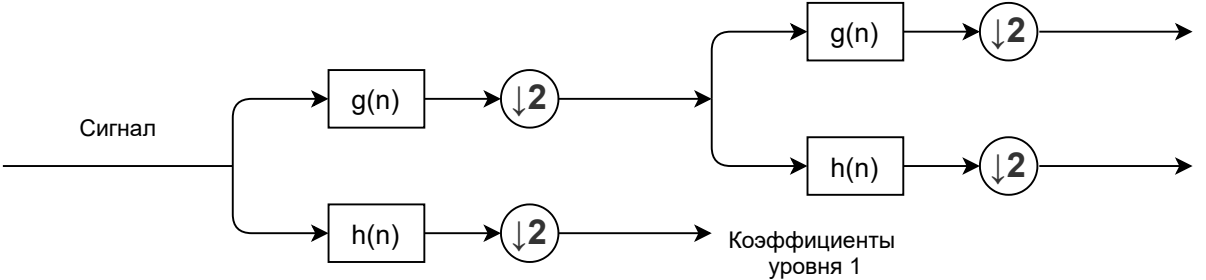 g(n) ↓2
g(n) ↓2
Сигнал
h(n) ↓2
h(n) ↓2
Коэффициенты
уровня 1